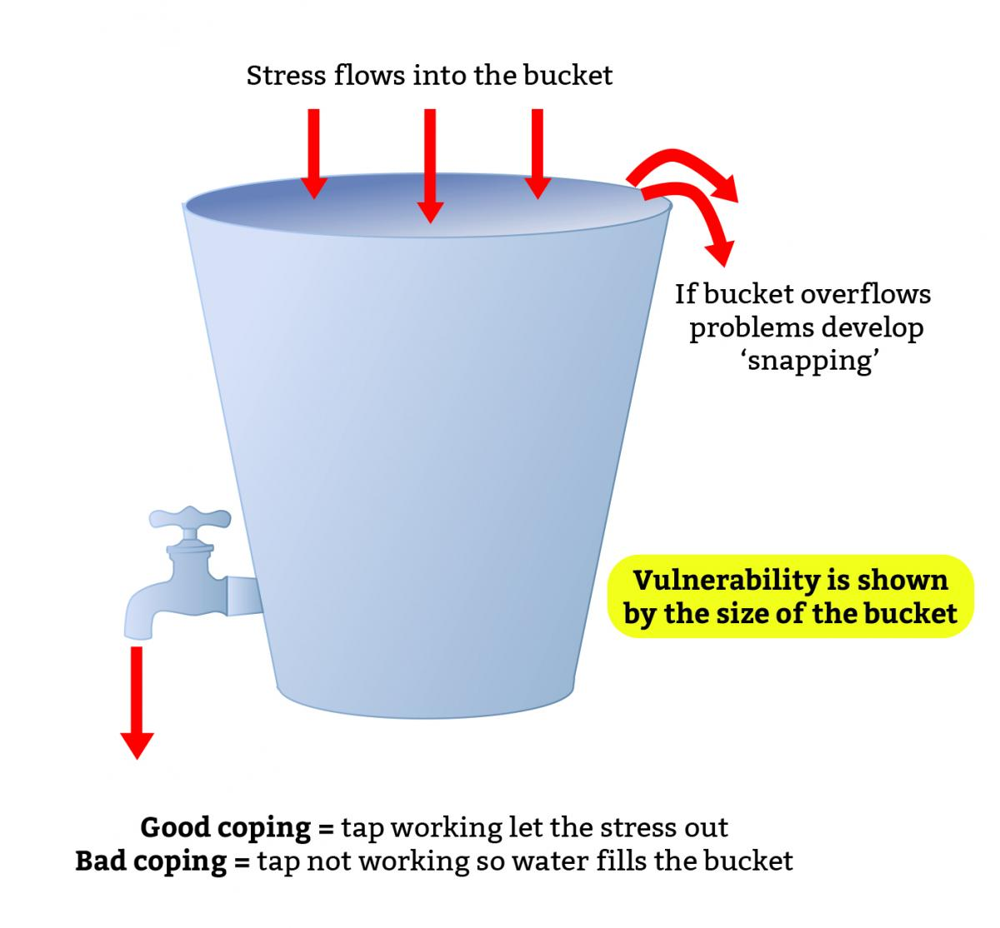 Stress flows into the bucket
If bucket overflows
problems develop
‘snapping’
Vulnerability is shown
by the size of the bucket
Good coping = tap working let the stress out
Bad coping = tap not working so water fills the bucket